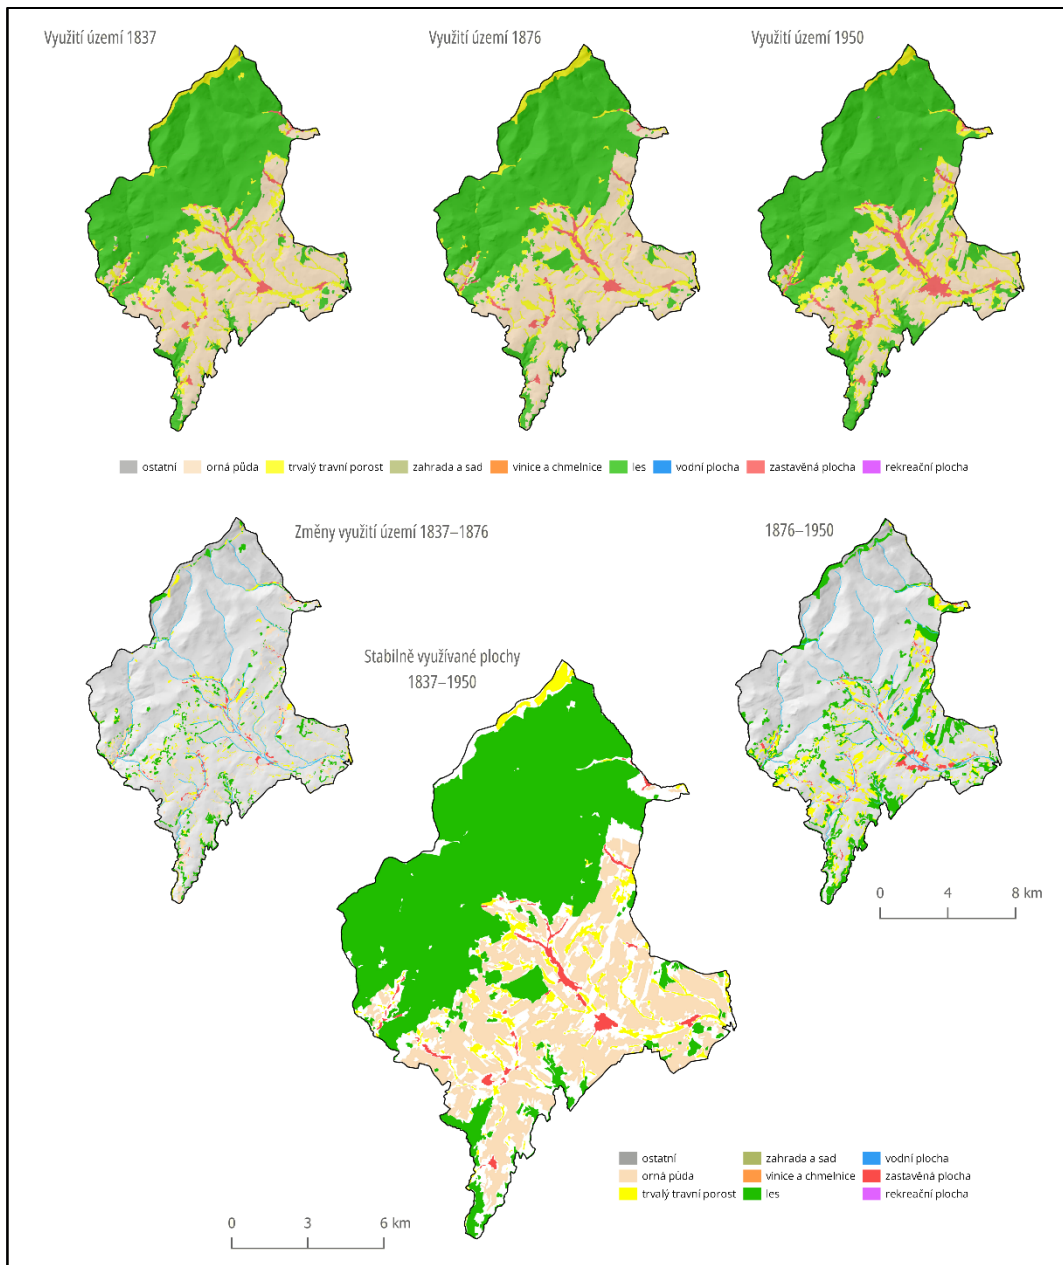 Využití území 1837
Využití území 1876
Využití území 1950
ostatní orná půda trvalý travní porost zahrada a sad vinice a chmelnice les vodní plocha zastavěná plocha rekreační plocha
Změny využití území 1837–1876
1876–1950
Stabilně využívané plochy
1837–1950
0 4 8 km
ostatní zahrada a sad vodní plocha
orná půda vinice a chmelnice zastavěná plocha
trvalý travní porost les rekreační plocha
0 3 6 km